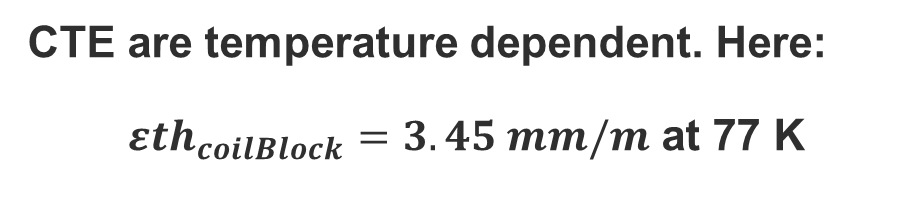 CTE are temperature dependent. Here:
εth_coilBlock = 3.45 mm/m at 77 K